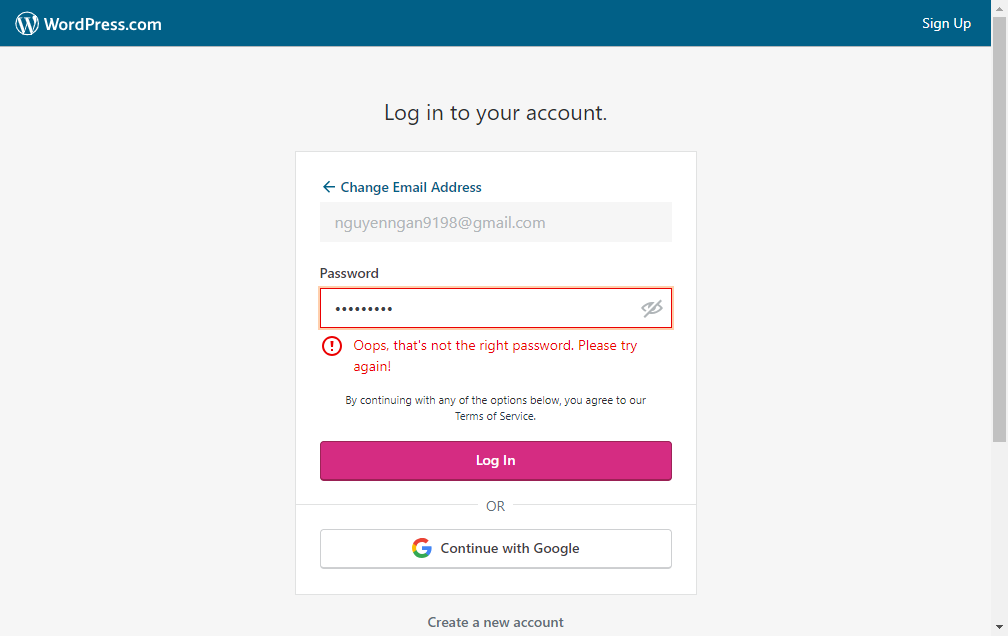 WordPress.com
Sign Up
Log in to your account.
← Change Email Address
nguyenngan9198@gmail.com
Password
•••••••••
Oops, that's not the right password. Please try
again!
By continuing with any of the options below, you agree to our
Terms of Service.
Log In
OR
Continue with Google
Create a new account